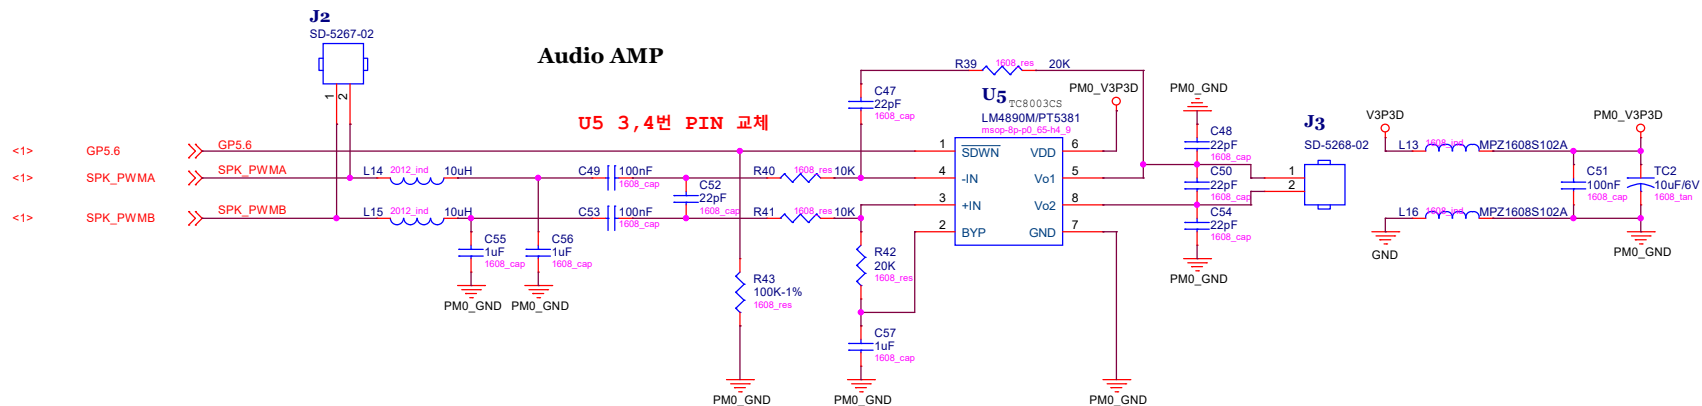 J2
SD-5267-02
Audio AMP
1
2
U5 3,4번 PIN 교체
<1> GP5.6 GP5.6
<1> SPK_PWMA SPK_PWMA
<1> SPK_PWMB SPK_PWMB
L14 2012_ind 10uH
L15 2012_ind 10uH
C55
1uF
1608_cap
PM0_GND
C56
1uF
1608_cap
PM0_GND
C49 100nF
1608_cap
C53 100nF
1608_cap
C52
22pF
1608_cap
R40 1608_res 10K
R41 1608_res 10K
C47
22pF
1608_cap
R39 1608_res 20K
R43
100K-1%
1608_res
PM0_GND
R42
20K
1608_res
C57
1uF
1608_cap
PM0_GND
U5 TC8003CS
LM4890M/PT5381
msop-8p-p0_65-h4_9
1 SDWN VDD 6
4 -IN Vo1 5
3 +IN Vo2 8
2 BYP GND 7
PM0_V3P3D
PM0_GND
PM0_GND
C48
22pF
1608_cap
C50
22pF
1608_cap
C54
22pF
1608_cap
PM0_GND
J3
SD-5268-02
1
2
V3P3D
L13 1608_ind MPZ1608S102A
L16 1608_ind MPZ1608S102A
GND
PM0_V3P3D
C51
100nF
1608_cap
TC2
10uF/6V
1608_tan
PM0_GND